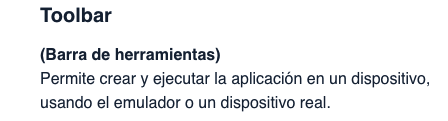 Toolbar
(Barra de herramientas)
Permite crear y ejecutar la aplicación en un dispositivo,
usando el emulador o un dispositivo real.